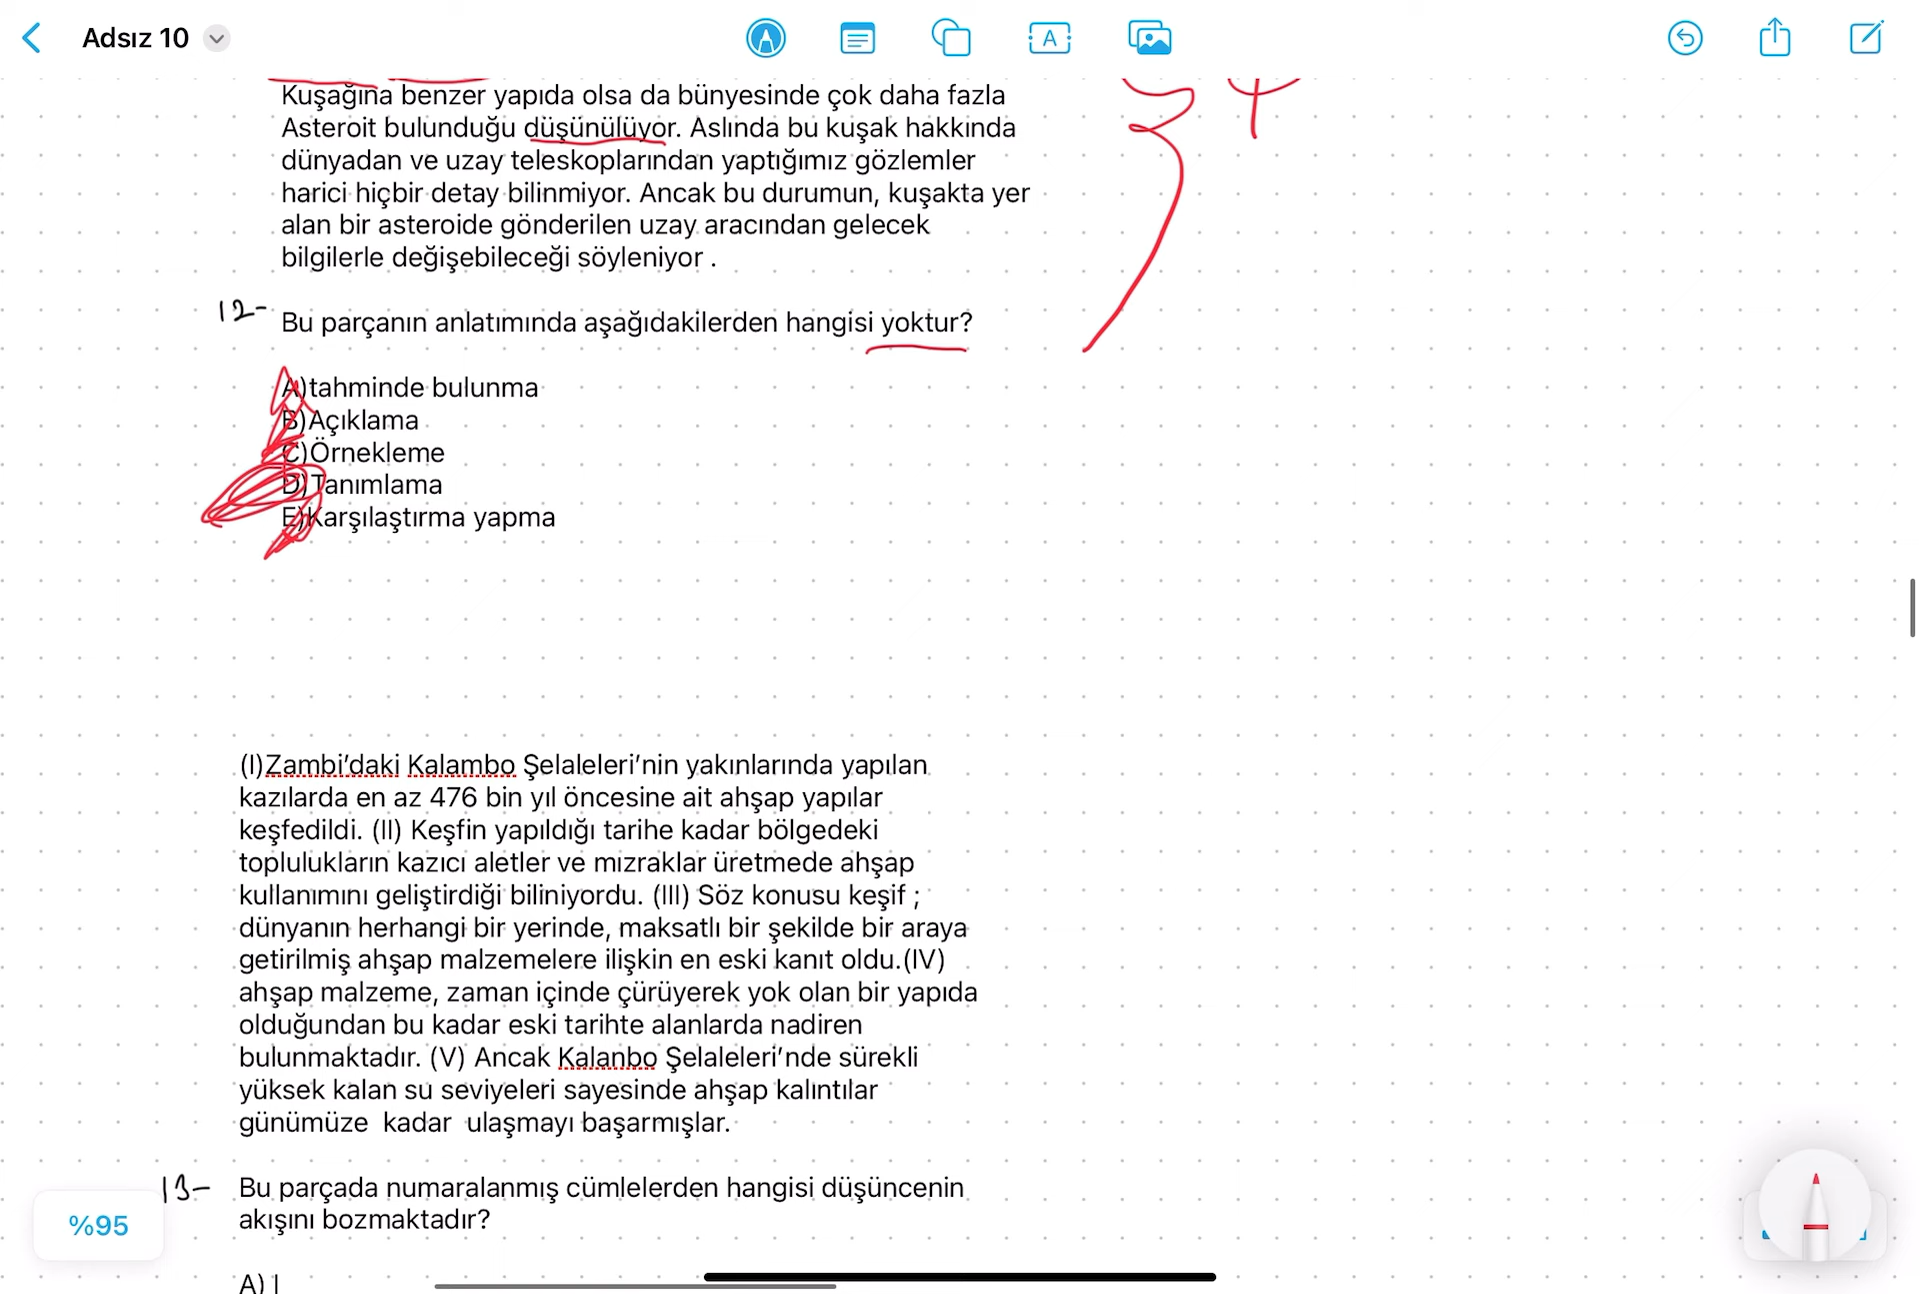 Adsız 10
Kuşağına benzer yapıda olsa da bünyesinde çok daha fazla
Asteroit bulunduğu düşünülüyor. Aslında bu kuşak hakkında
dünyadan ve uzay teleskoplarından yaptığımız gözlemler
harici hiçbir detay bilinmiyor. Ancak bu durumun, kuşakta yer
alan bir asteroide gönderilen uzay aracından gelecek
bilgilerle değişebileceği söyleniyor .
12- Bu parçanın anlatımında aşağıdakilerden hangisi yoktur?
A)tahminde bulunma
B)Açıklama
C)Örnekleme
D)Tanımlama
E)Karşılaştırma yapma
(I)Zambi’daki Kalambo Şelaleleri’nin yakınlarında yapılan
kazılarda en az 476 bin yıl öncesine ait ahşap yapılar
keşfedildi. (II) Keşfin yapıldığı tarihe kadar bölgedeki
toplulukların kazıcı aletler ve mızraklar üretmede ahşap
kullanımını geliştirdiği biliniyordu. (III) Söz konusu keşif ;
dünyanın herhangi bir yerinde, maksatlı bir şekilde bir araya
getirilmiş ahşap malzemelere ilişkin en eski kanıt oldu.(IV)
ahşap malzeme, zaman içinde çürüyerek yok olan bir yapıda
olduğundan bu kadar eski tarihte alanlarda nadiren
bulunmaktadır. (V) Ancak Kalanbo Şelaleleri’nde sürekli
yüksek kalan su seviyeleri sayesinde ahşap kalıntılar
günümüze kadar ulaşmayı başarmışlar.
13- Bu parçada numaralanmış cümlelerden hangisi düşüncenin
akışını bozmaktadır?
A) I
%95